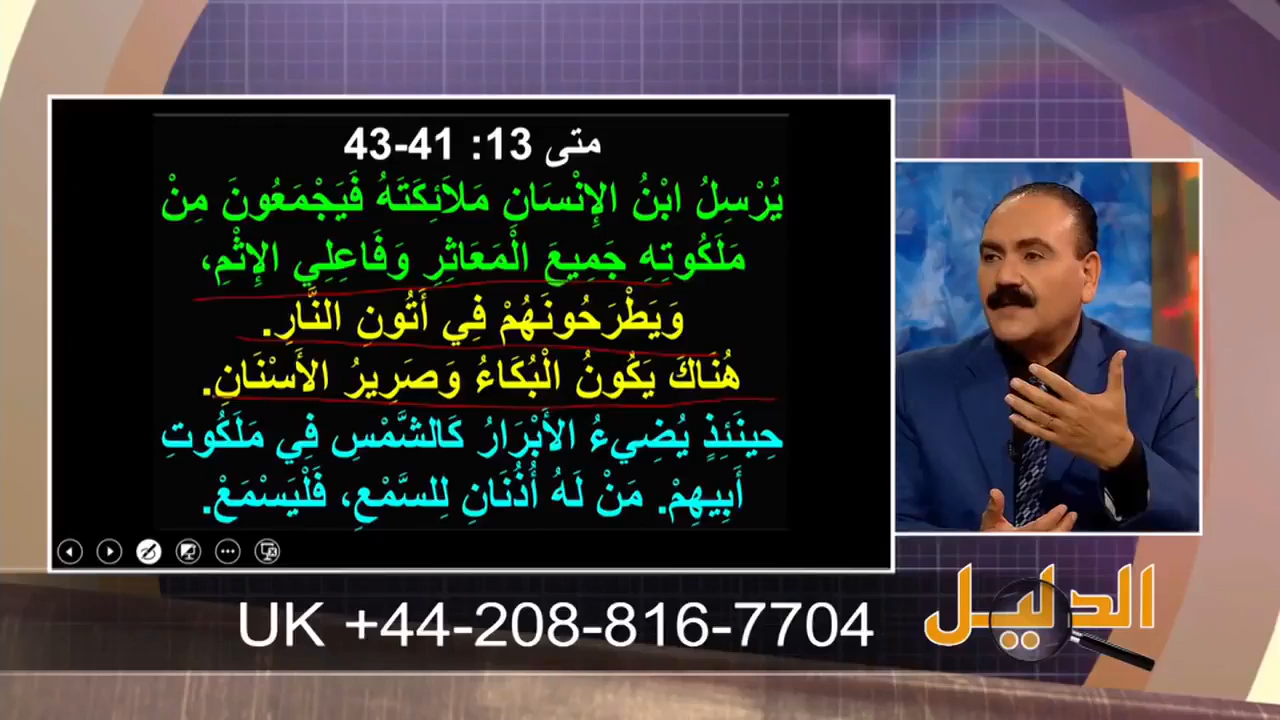 متى 13: 41-43
يُرْسِلُ ابْنُ الإِنْسَانِ مَلاَئِكَتَهُ فَيَجْمَعُونَ مِنْ
مَلَكُوتِهِ جَمِيعَ الْمَعَاثِرِ وَفَاعِلِي الإِثْمِ،
وَيَطْرَحُونَهُمْ فِي أَتُونِ النَّارِ.
هُنَاكَ يَكُونُ الْبُكَاءُ وَصَرِيرُ الأَسْنَانِ.
حِينَئِذٍ يُضِيءُ الأَبْرَارُ كَالشَّمْسِ فِي مَلَكُوتِ
أَبِيهِمْ. مَنْ لَهُ أُذُنَانِ لِلسَّمْعِ، فَلْيَسْمَعْ.
الدليل
UK +44-208-816-7704